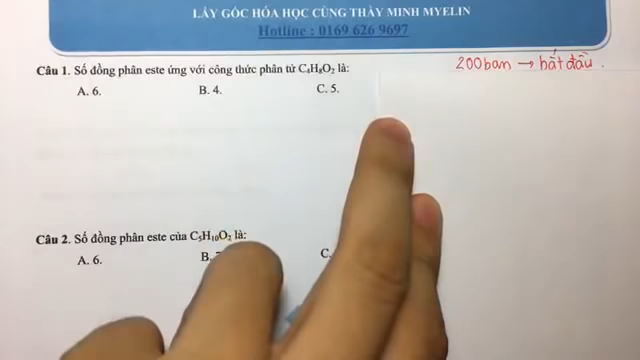 LẤY GỐC HÓA HỌC CÙNG THẦY MINH MYELIN
Hotline : 0169 626 9697
200 bạn → bắt đầu.
Câu 1. Số đồng phân este ứng với công thức phân tử C₄H₈O₂ là:
A. 6. B. 4. C. 5.
Câu 2. Số đồng phân este của C₅H₁₀O₂ là:
A. 6. B. C.